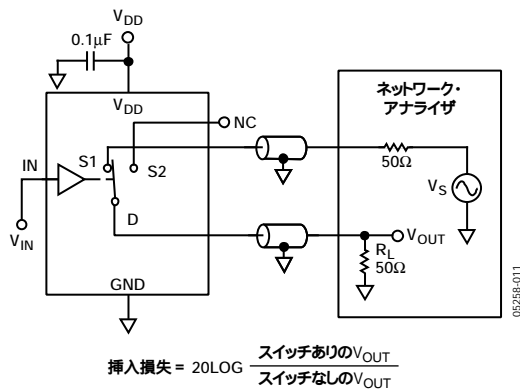 VDD
0.1µF
VDD
NC
ネットワーク・
アナライザ
IN
S1
S2
50Ω
VS
VIN
D
VOUT
RL
50Ω
GND
05258-011
挿入損失 = 20LOG スイッチありのVOUT
スイッチなしのVOUT